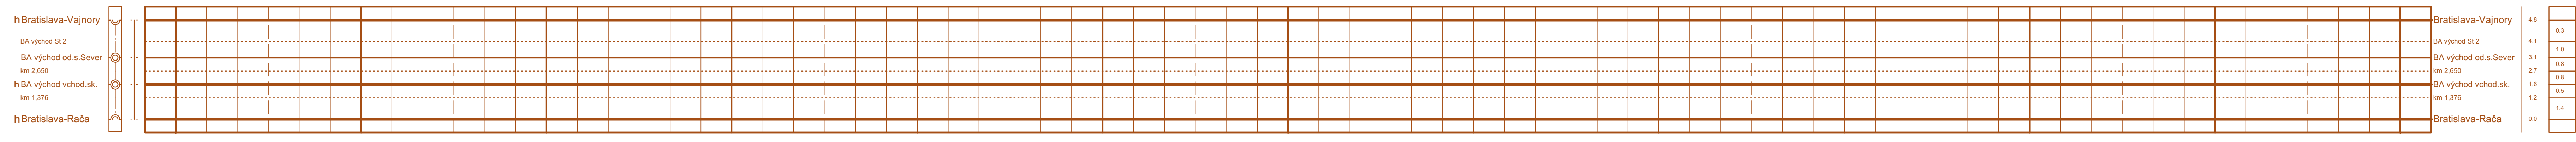 h Bratislava-Vajnory
BA východ St 2
BA východ od.s.Sever
km 2,650
h BA východ vchod.sk.
km 1,376
h Bratislava-Rača
Bratislava-Vajnory 4.8
0.3
BA východ St 2 4.1
1.0
BA východ od.s.Sever 3.1
0.8
km 2,650 2.7
0.8
BA východ vchod.sk. 1.6
0.5
km 1,376 1.2
1.4
Bratislava-Rača 0.0